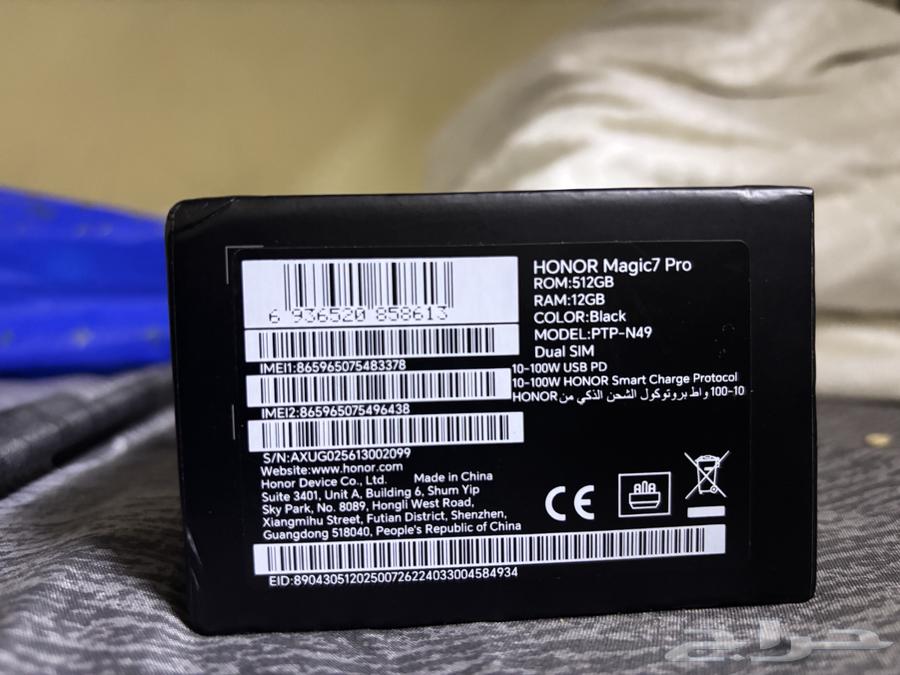 6 936520 858613
IMEI1:865965075483378
IMEI2:865965075496438
S/N:AXUG025613002099
Website:www.honor.com
Honor Device Co., Ltd. Made in China
Suite 3401, Unit A, Building 6, Shum Yip
Sky Park, No. 8089, Hongli West Road,
Xiangmihu Street, Futian District, Shenzhen,
Guangdong 518040, People's Republic of China
HONOR Magic7 Pro
ROM:512GB
RAM:12GB
COLOR:Black
MODEL:PTP-N49
Dual SIM
10-100W USB PD
10-100W HONOR Smart Charge Protocol
10-100 واط بروتوكول الشحن الذكي من HONOR
CE
EID:89043051202500726224033004584934
حراج